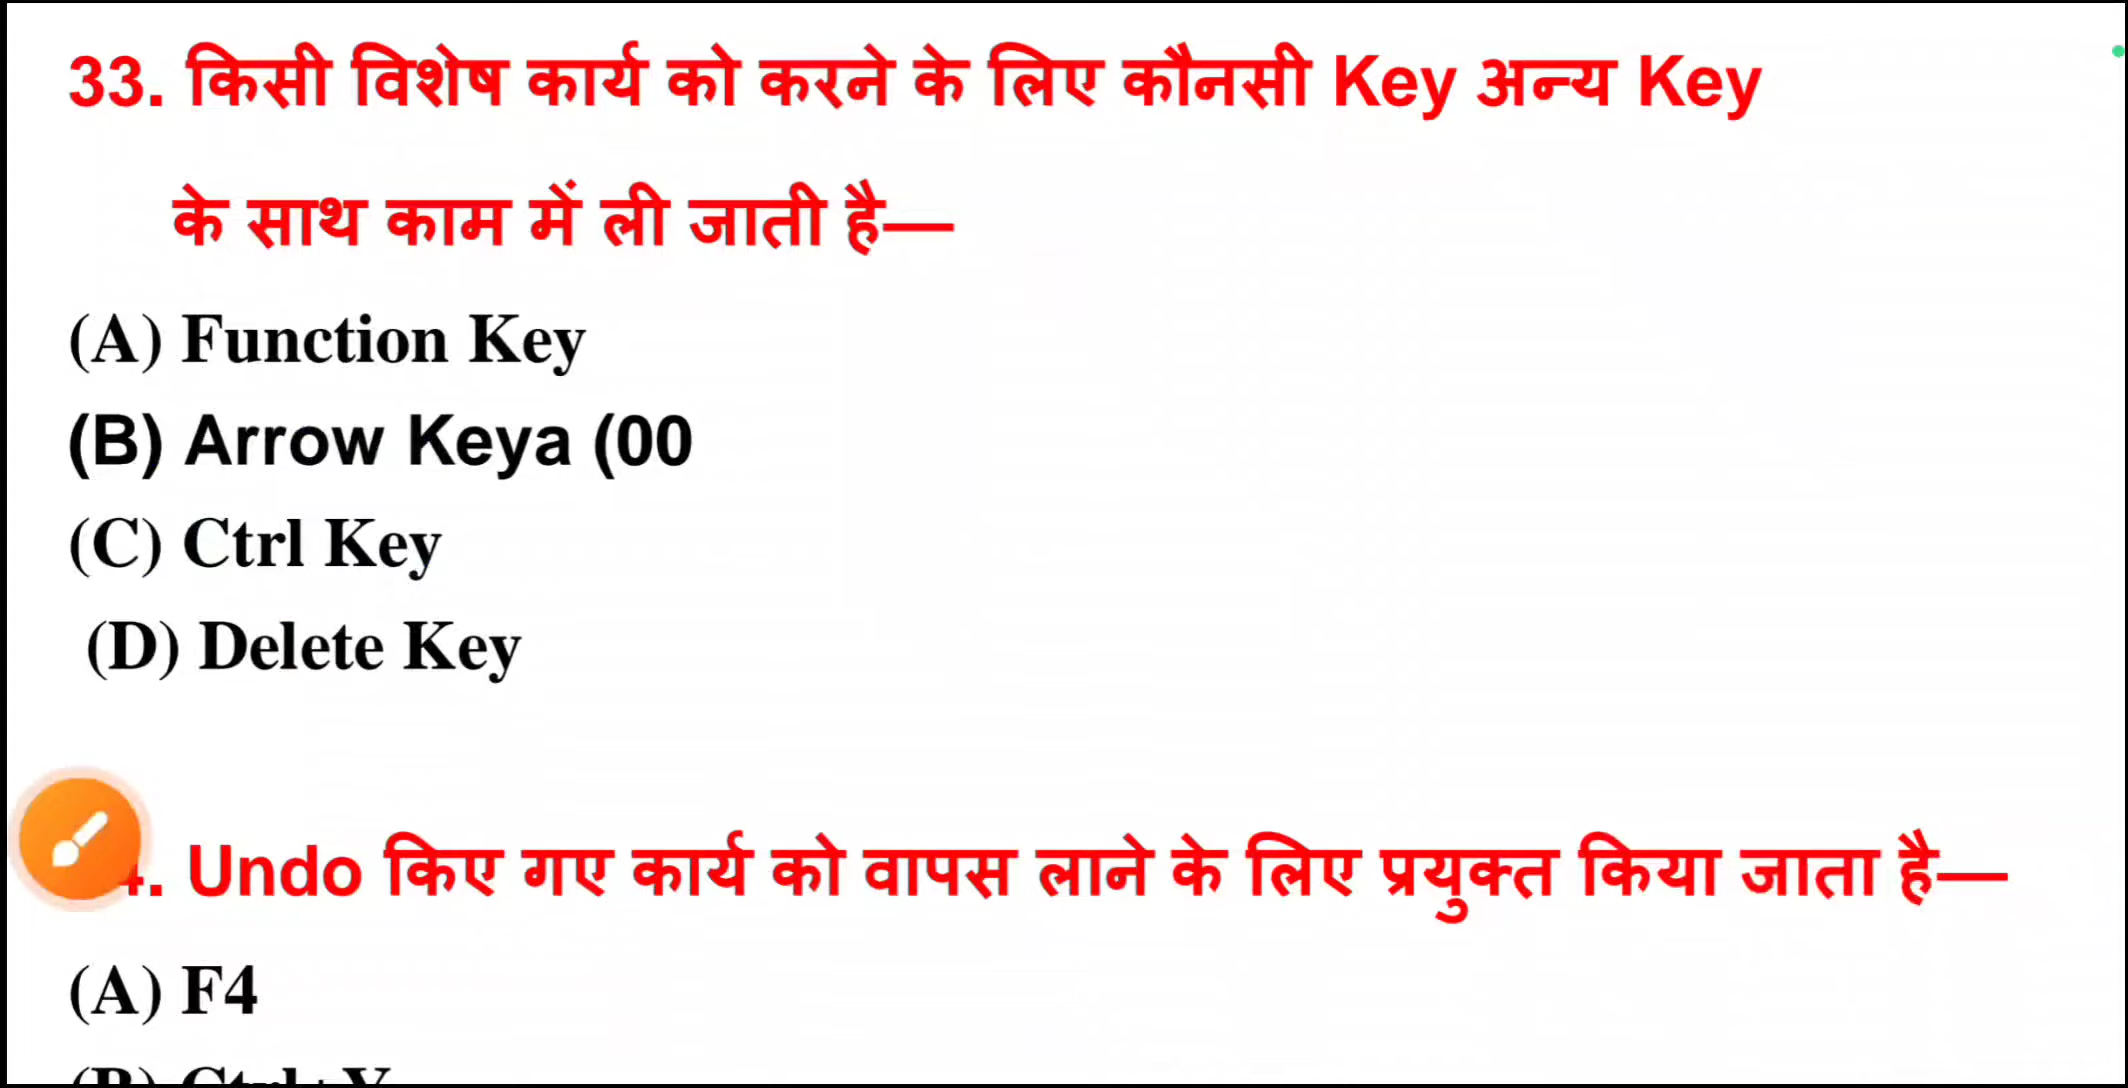 33. किसी विशेष कार्य को करने के लिए कौनसी Key अन्य Key
के साथ काम में ली जाती है—
(A) Function Key
(B) Arrow Keya (00
(C) Ctrl Key
(D) Delete Key
4. Undo किए गए कार्य को वापस लाने के लिए प्रयुक्त किया जाता है—
(A) F4